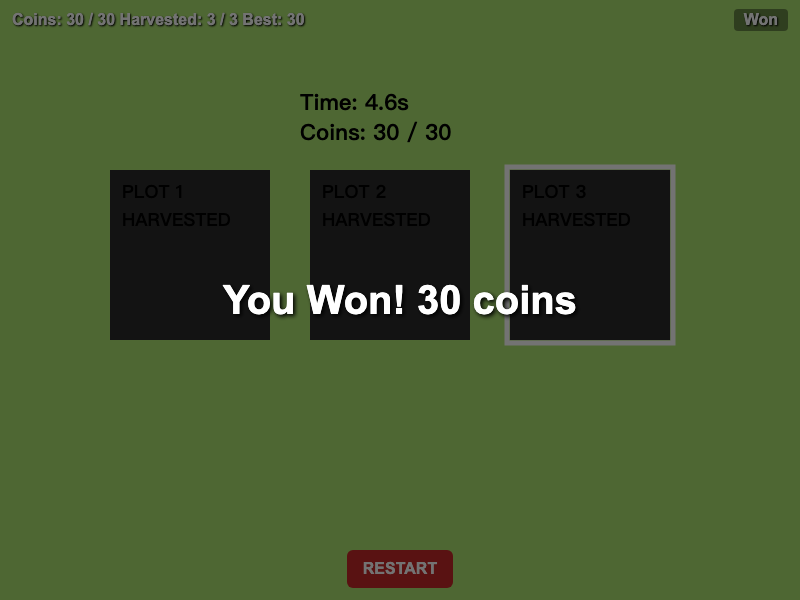 Coins: 30 / 30 Harvested: 3 / 3 Best: 30
Won
Time: 4.6s
Coins: 30 / 30
PLOT 1
HARVESTED
PLOT 2
HARVESTED
PLOT 3
HARVESTED
You Won! 30 coins
RESTART